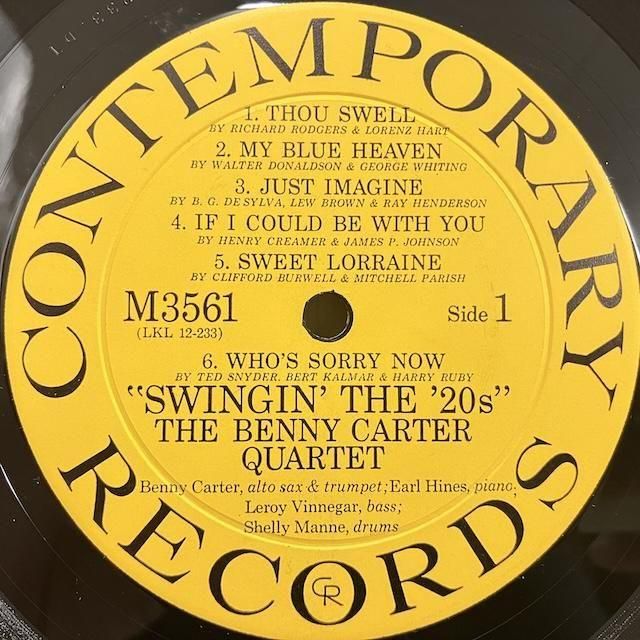 CONTEMPORARY
1. THOU SWELL
BY RICHARD RODGERS & LORENZ HART
2. MY BLUE HEAVEN
BY WALTER DONALDSON & GEORGE WHITING
3. JUST IMAGINE
BY B. G. DE SYLVA, LEW BROWN & RAY HENDERSON
4. IF I COULD BE WITH YOU
BY HENRY CREAMER & JAMES P. JOHNSON
5. SWEET LORRAINE
BY CLIFFORD BURWELL & MITCHELL PARISH
M3561 Side 1
(LKL 12-233)
6. WHO'S SORRY NOW
BY TED SNYDER, BERT KALMAR & HARRY RUBY
"SWINGIN' THE '20s"
THE BENNY CARTER
QUARTET
Benny Carter, alto sax & trumpet; Earl Hines, piano;
Leroy Vinnegar, bass;
Shelly Manne, drums
RECORDS
CR